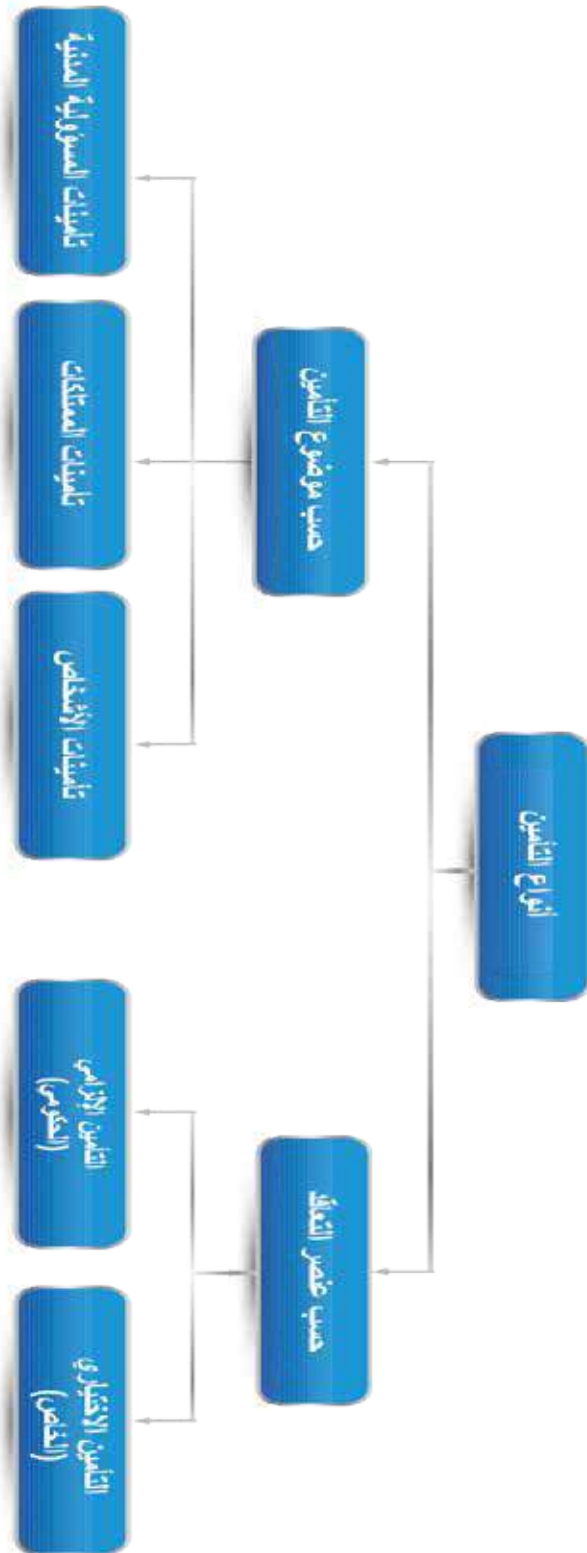 أنواع التأمين
حسب عنصر التعاقد
حسب موضوع التأمين
التأمين الاختياري
(الخاص)
التأمين الإلزامي
(الحكومي)
تأمينات الأشخاص
تأمينات الممتلكات
تأمينات المسؤولية المدنية